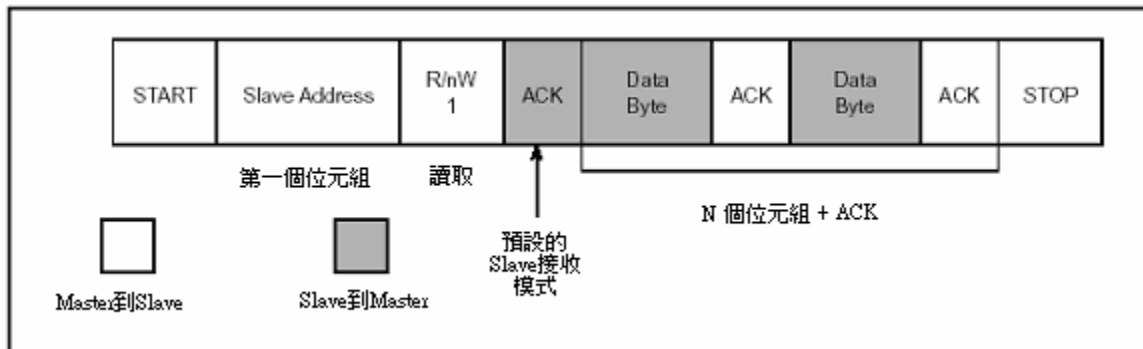 START
Slave Address
R/nW
1
ACK
Data
Byte
ACK
Data
Byte
ACK
STOP
第一個位元組
讀取
N 個位元組 + ACK
預設的
Slave接收
模式
Master到Slave
Slave到Master